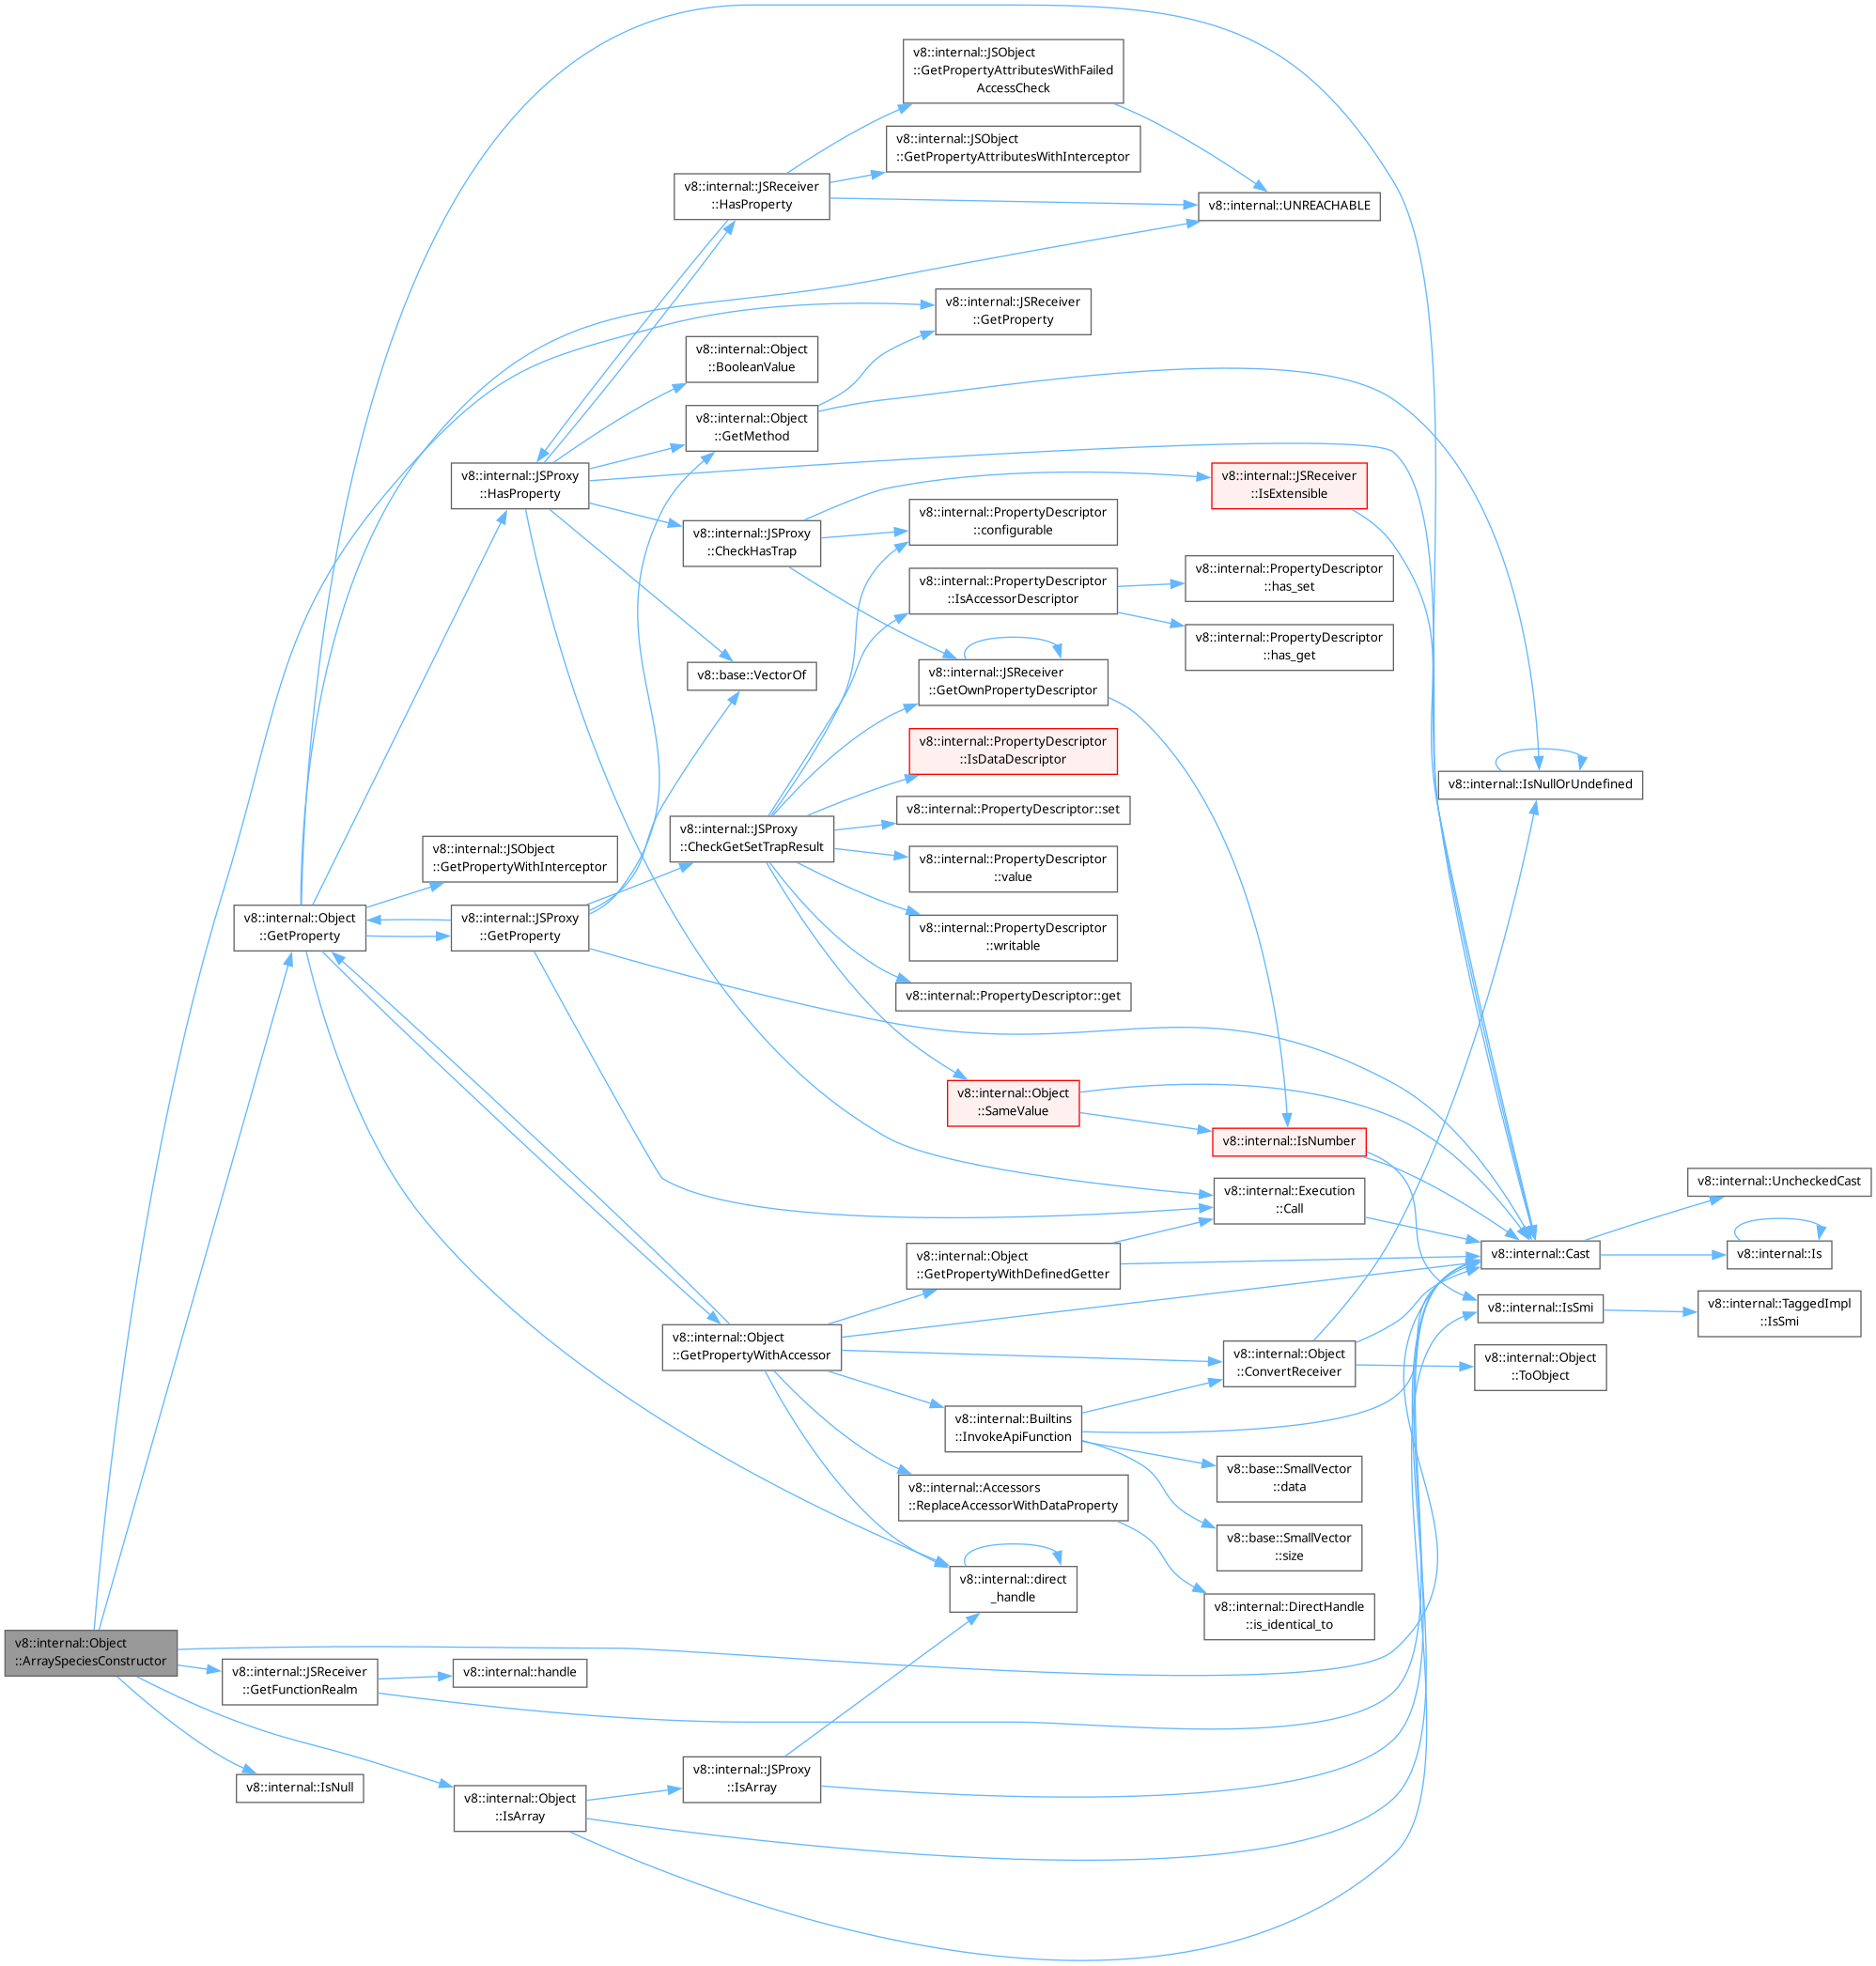 v8::internal::JSObject
::GetPropertyAttributesWithFailed
AccessCheck
v8::internal::JSObject
::GetPropertyAttributesWithInterceptor
v8::internal::JSReceiver
::HasProperty
v8::internal::UNREACHABLE
v8::internal::JSReceiver
::GetProperty
v8::internal::Object
::BooleanValue
v8::internal::Object
::GetMethod
v8::internal::JSProxy
::HasProperty
v8::internal::JSReceiver
::IsExtensible
v8::internal::PropertyDescriptor
::configurable
v8::internal::JSProxy
::CheckHasTrap
v8::internal::PropertyDescriptor
::has_set
v8::internal::PropertyDescriptor
::IsAccessorDescriptor
v8::internal::PropertyDescriptor
::has_get
v8::base::VectorOf
v8::internal::JSReceiver
::GetOwnPropertyDescriptor
v8::internal::PropertyDescriptor
::IsDataDescriptor
v8::internal::IsNullOrUndefined
v8::internal::PropertyDescriptor::set
v8::internal::JSProxy
::CheckGetSetTrapResult
v8::internal::JSObject
::GetPropertyWithInterceptor
v8::internal::PropertyDescriptor
::value
v8::internal::Object
::GetProperty
v8::internal::JSProxy
::GetProperty
v8::internal::PropertyDescriptor
::writable
v8::internal::PropertyDescriptor::get
v8::internal::Object
::SameValue
v8::internal::IsNumber
v8::internal::UncheckedCast
v8::internal::Execution
::Call
v8::internal::Cast
v8::internal::Is
v8::internal::Object
::GetPropertyWithDefinedGetter
v8::internal::IsSmi
v8::internal::TaggedImpl
::IsSmi
v8::internal::Object
::GetPropertyWithAccessor
v8::internal::Object
::ConvertReceiver
v8::internal::Object
::ToObject
v8::internal::Builtins
::InvokeApiFunction
v8::base::SmallVector
::data
v8::internal::Accessors
::ReplaceAccessorWithDataProperty
v8::base::SmallVector
::size
v8::internal::direct
_handle
v8::internal::DirectHandle
::is_identical_to
v8::internal::Object
::ArraySpeciesConstructor
v8::internal::JSReceiver
::GetFunctionRealm
v8::internal::handle
v8::internal::IsNull
v8::internal::JSProxy
::IsArray
v8::internal::Object
::IsArray